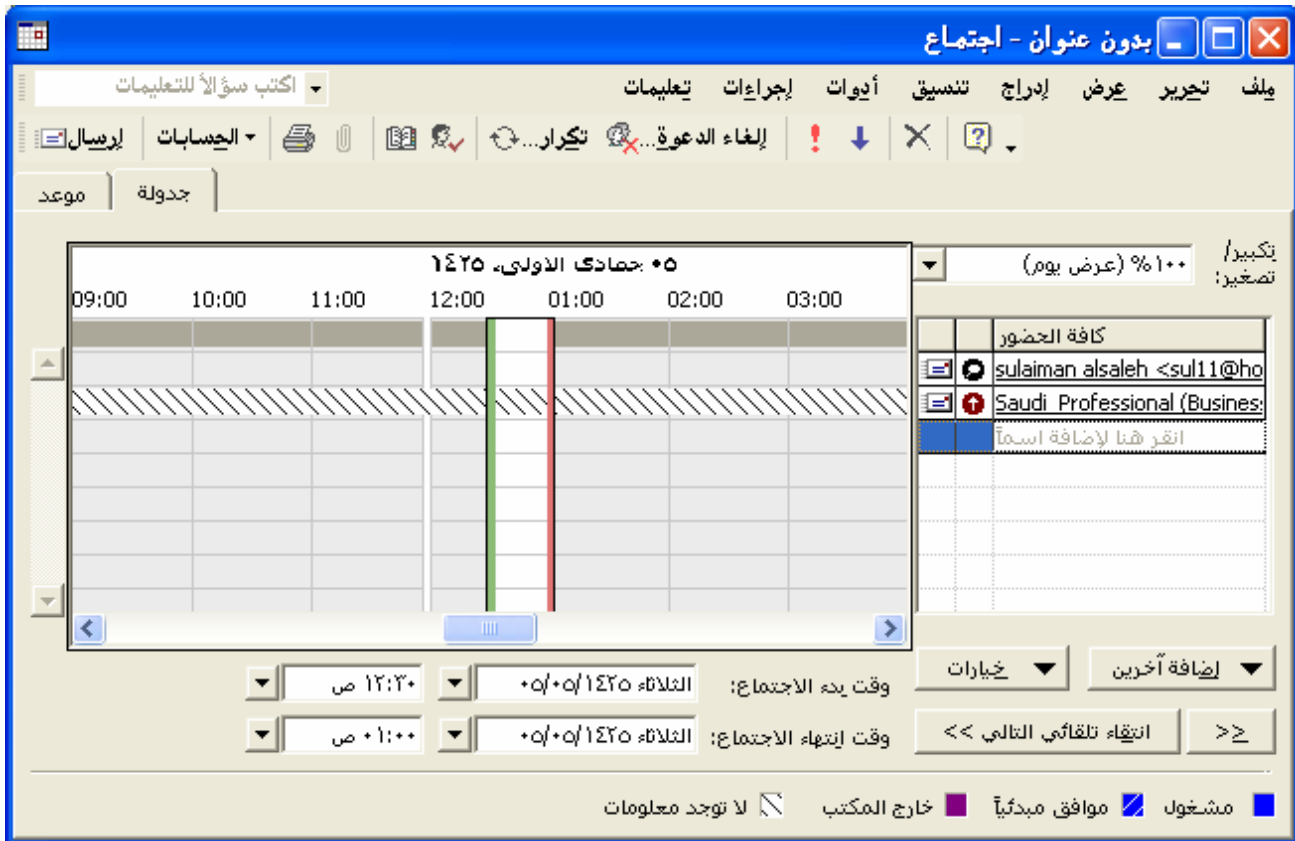 بدون عنوان - اجتماع
ملف تحرير عرض إدراج تنسيق أدوات إجراءات تعليمات اكتب سؤالاً للتعليمات
إلغاء الدعوة... تكرار... الحسابات إرسال
جدولة موعد
تكبير/
تصغير:
١٠٠% (عرض يوم)
٠٥ جمادى الاولى، ١٤٢٥
09:00 10:00 11:00 12:00 01:00 02:00 03:00
كافة الحضور
sulaiman alsaleh <sul11@ho
Saudi Professional (Busines:
انقر هنا لإضافة اسماً
إضافة آخرين خيارات
>≥ انتقاء تلقائي التالي >>
وقت بدء الاجتماع: الثلاثاء ٠٥/٠٥/١٤٢٥ ١٢:٣٠ ص
وقت إنتهاء الاجتماع: الثلاثاء ٠٥/٠٥/١٤٢٥ ٠١:٠٠ ص
مشغول موافق مبدئياً خارج المكتب لا توجد معلومات